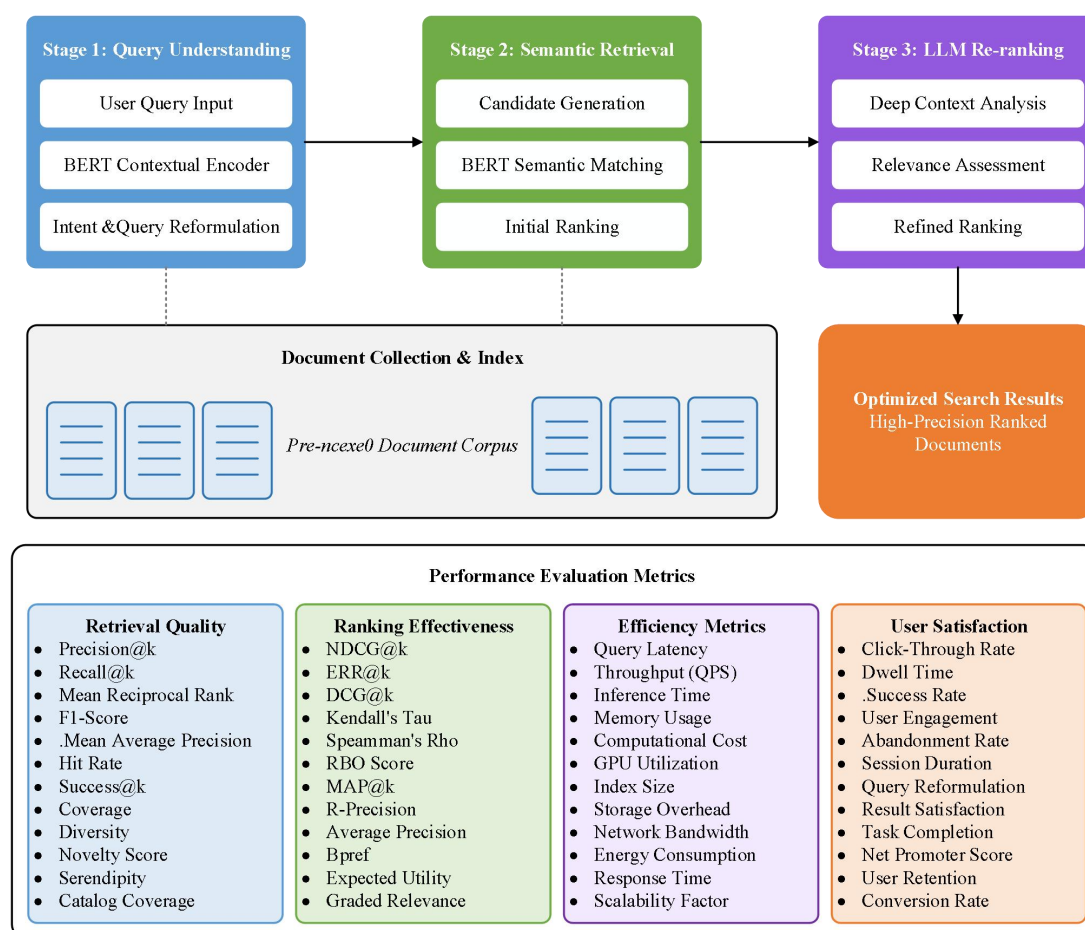 Stage 1: Query Understanding
User Query Input
BERT Contextual Encoder
Intent &Query Reformulation
Stage 2: Semantic Retrieval
Candidate Generation
BERT Semantic Matching
Initial Ranking
Stage 3: LLM Re-ranking
Deep Context Analysis
Relevance Assessment
Refined Ranking
Document Collection & Index
Pre-ncexe0 Document Corpus
Optimized Search Results
High-Precision Ranked
Documents
Performance Evaluation Metrics
Retrieval Quality
• Precision@k
• Recall@k
• Mean Reciprocal Rank
• F1-Score
• .Mean Average Precision
• Hit Rate
• Success@k
• Coverage
• Diversity
• Novelty Score
• Serendipity
• Catalog Coverage
Ranking Effectiveness
• NDCG@k
• ERR@k
• DCG@k
• Kendall's Tau
• Speamman's Rho
• RBO Score
• MAP@k
• R-Precision
• Average Precision
• Bpref
• Expected Utility
• Graded Relevance
Efficiency Metrics
• Query Latency
• Throughput (QPS)
• Inference Time
• Memory Usage
• Computational Cost
• GPU Utilization
• Index Size
• Storage Overhead
• Network Bandwidth
• Energy Consumption
• Response Time
• Scalability Factor
User Satisfaction
• Click-Through Rate
• Dwell Time
• .Success Rate
• User Engagement
• Abandonment Rate
• Session Duration
• Query Reformulation
• Result Satisfaction
• Task Completion
• Net Promoter Score
• User Retention
• Conversion Rate